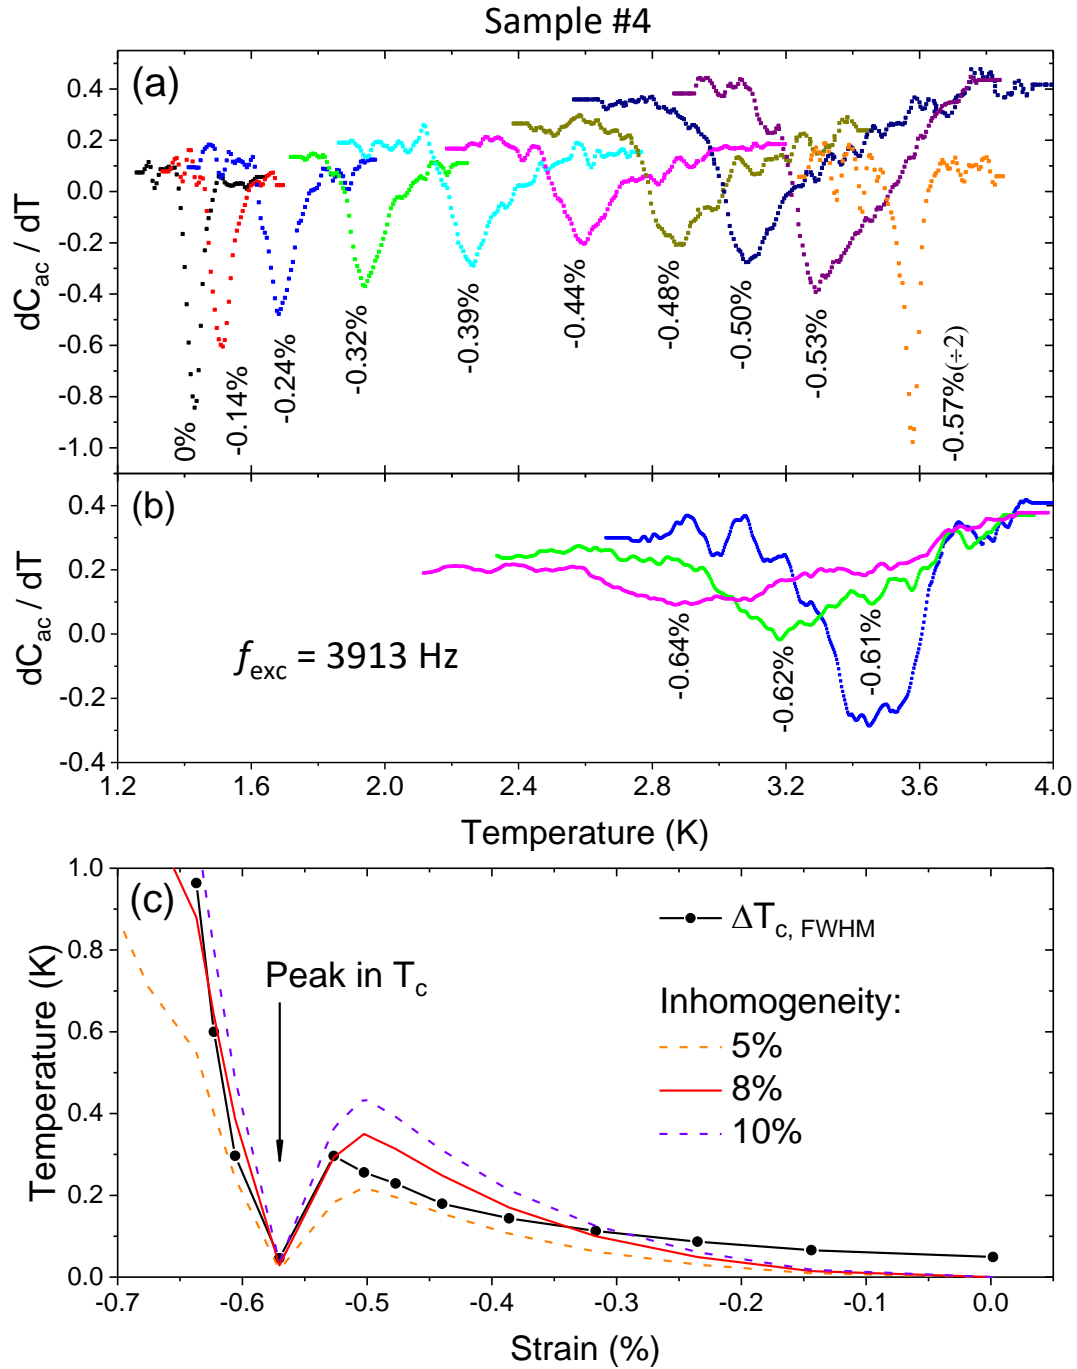 Sample #4
(a)
0.4
0.2
0.0
-0.2
-0.4
-0.6
-0.8
-1.0
dC_ac / dT
0%
-0.14%
-0.24%
-0.32%
-0.39%
-0.44%
-0.48%
-0.50%
-0.53%
-0.57%(÷2)
(b)
0.4
0.2
0.0
-0.2
-0.4
dC_ac / dT
f_exc = 3913 Hz
-0.64%
-0.62%
-0.61%
1.2 1.6 2.0 2.4 2.8 3.2 3.6 4.0
Temperature (K)
(c)
1.0
0.8
0.6
0.4
0.2
0.0
Temperature (K)
Peak in T_c
ΔT_c, FWHM
Inhomogeneity:
5%
8%
10%
-0.7 -0.6 -0.5 -0.4 -0.3 -0.2 -0.1 0.0
Strain (%)